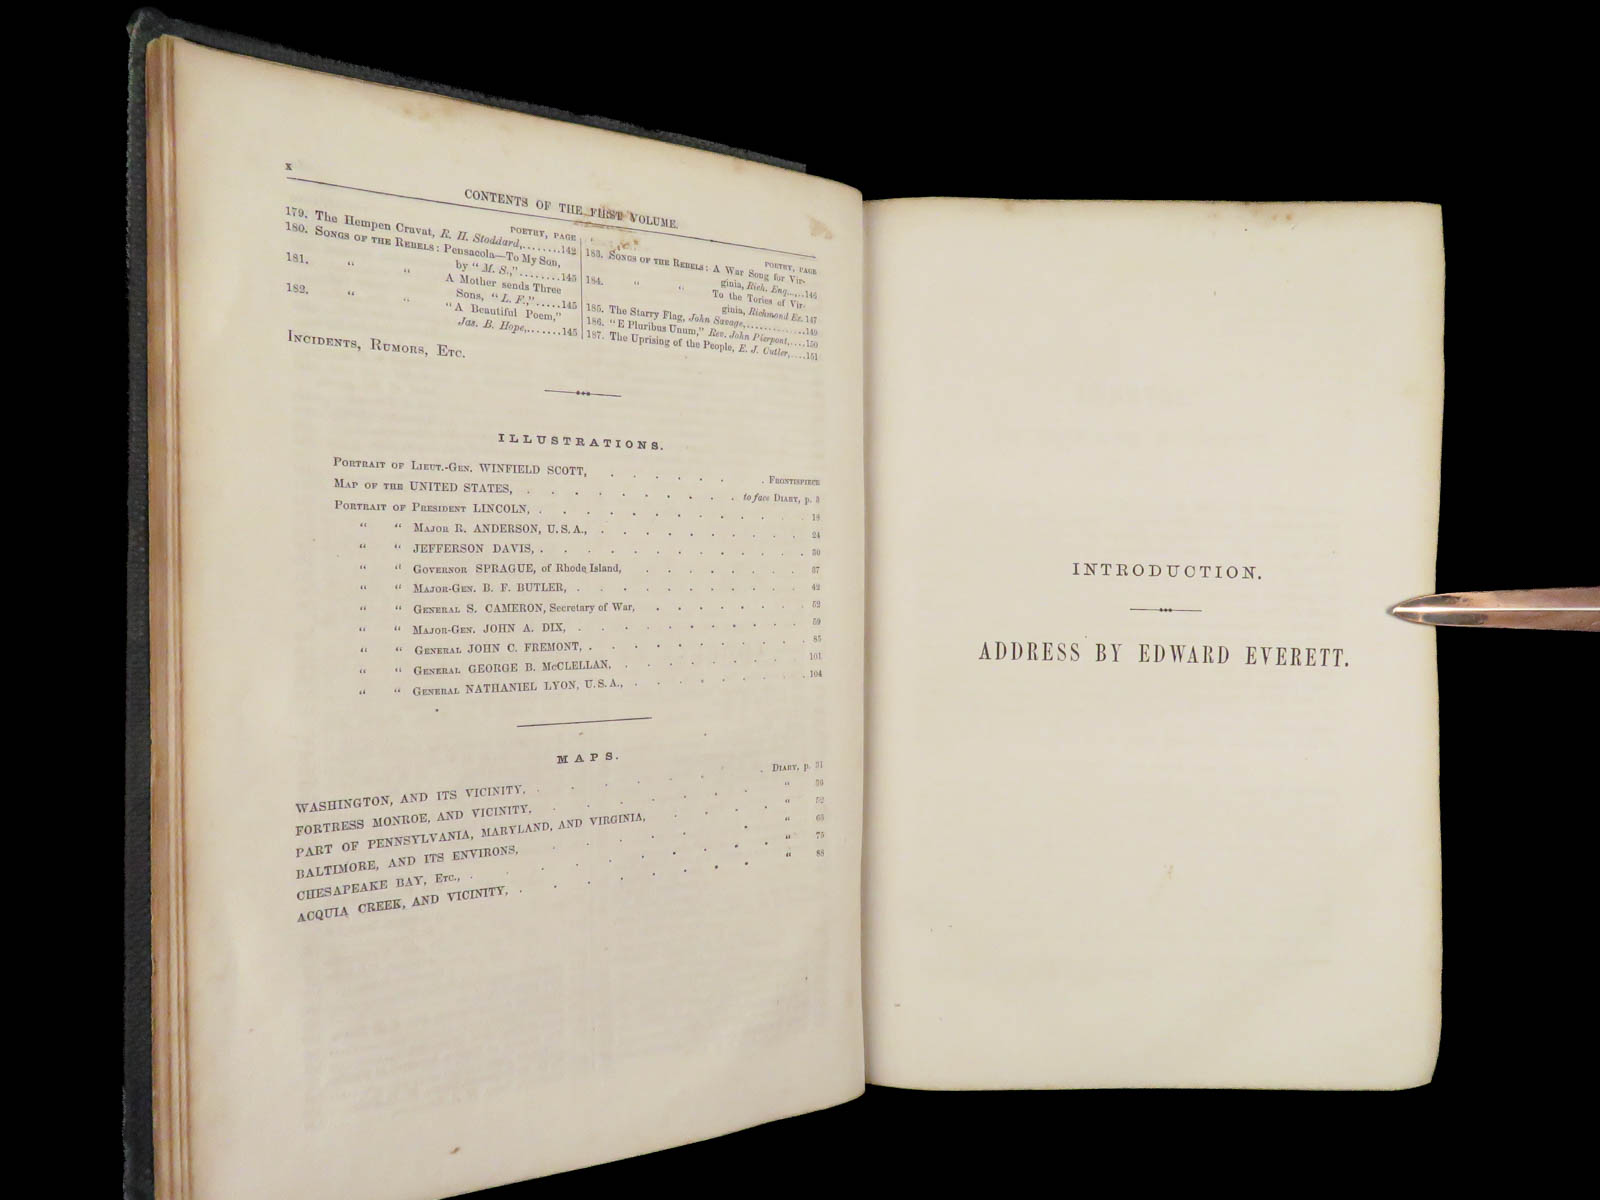 x
CONTENTS OF THE FIRST VOLUME.
POETRY, PAGE
179. The Hempen Cravat, R. H. Stoddard,........142
180. SONGS OF THE REBELS: Pensacola—To My Son,
by "M. S.,"........145
181. " " A Mother sends Three
Sons, "L. F.,".....145
182. " " "A Beautiful Poem,"
Jas. B. Hope,.......145
INCIDENTS, RUMORS, ETC.
POETRY, PAGE
183. SONGS OF THE REBELS: A War Song for Vir-
ginia, Rich. Enq....,..146
184. " " To the Tories of Vir-
ginia, Richmond Ex. 147
185. The Starry Flag, John Savage,..............149
186. "E Pluribus Unum," Rev. John Pierpont,....150
187. The Uprising of the People, E. J. Cutler,....151
ILLUSTRATIONS.
PORTRAIT OF LIEUT.-GEN. WINFIELD SCOTT, . . . . . . FRONTISPIECE
MAP OF THE UNITED STATES, . . . . . . . . . to face DIARY, p. 3
PORTRAIT OF PRESIDENT LINCOLN, . . . . . . . . . . . 18
" " MAJOR R. ANDERSON, U.S.A., . . . . . . . . . 24
" " JEFFERSON DAVIS, . . . . . . . . . . . . 30
" " GOVERNOR SPRAGUE, of Rhode Island, . . . . . . . 37
" " MAJOR-GEN. B. F. BUTLER, . . . . . . . . . . 42
" " GENERAL S. CAMERON, Secretary of War, . . . . . . . 52
" " MAJOR-GEN. JOHN A. DIX, . . . . . . . . . . 59
" " GENERAL JOHN C. FREMONT, . . . . . . . . . . 85
" " GENERAL GEORGE B. McCLELLAN, . . . . . . . . 101
" " GENERAL NATHANIEL LYON, U.S.A., . . . . . . . . 104
MAPS.
WASHINGTON, AND ITS VICINITY, . . . . . . DIARY, p. 31
FORTRESS MONROE, AND VICINITY, . . . . . . "
PART OF PENNSYLVANIA, MARYLAND, AND VIRGINIA, . . . . " 52
BALTIMORE, AND ITS ENVIRONS, . . . . . . "
CHESAPEAKE BAY, ETC., . . . . . . . . " 75
ACQUIA CREEK, AND VICINITY, . . . . . . . " 88
INTRODUCTION.
ADDRESS BY EDWARD EVERETT.